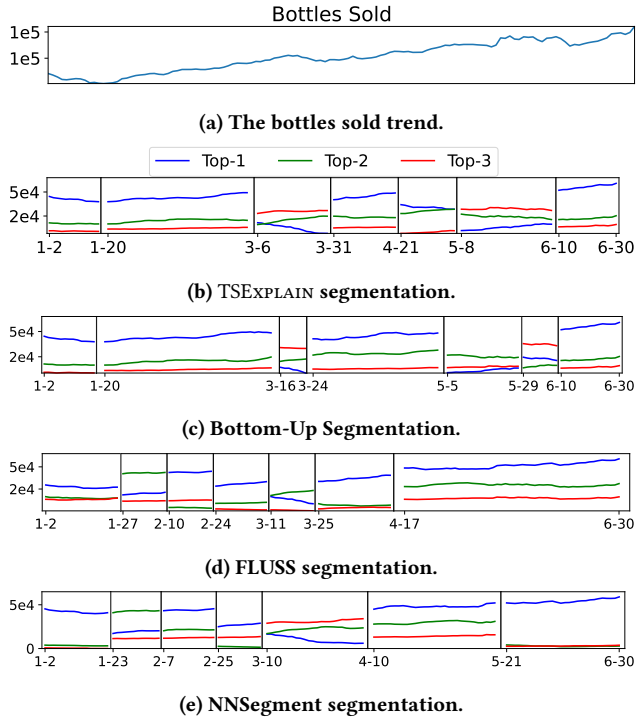 Bottles Sold
1e5
1e5
(a) The bottles sold trend.
Top-1 Top-2 Top-3
5e4
2e4
1-2 1-20 3-6 3-31 4-21 5-8 6-10 6-30
(b) TSExplain segmentation.
5e4
2e4
1-2 1-20 3-16 3-24 5-5 5-29 6-10 6-30
(c) Bottom-Up Segmentation.
5e4
2e4
1-2 1-27 2-10 2-24 3-11 3-25 4-17 6-30
(d) FLUSS segmentation.
5e4
0
1-2 1-23 2-7 2-25 3-10 4-10 5-21 6-30
(e) NNSegment segmentation.